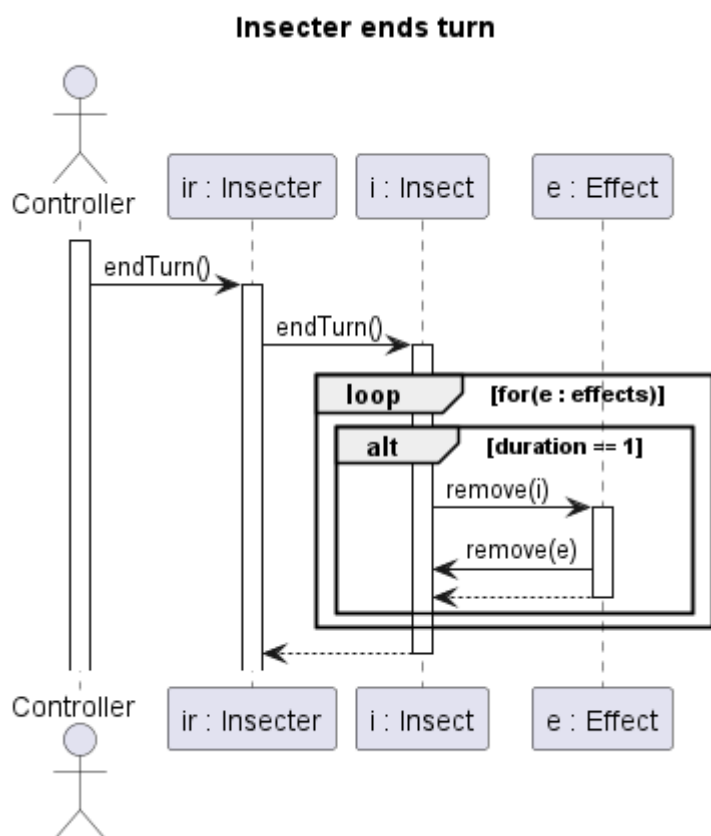 Insecter ends turn
Controller
ir : Insecter
i : Insect
e : Effect
endTurn()
endTurn()
loop
[for(e : effects)]
alt
[duration == 1]
remove(i)
remove(e)
Controller
ir : Insecter
i : Insect
e : Effect